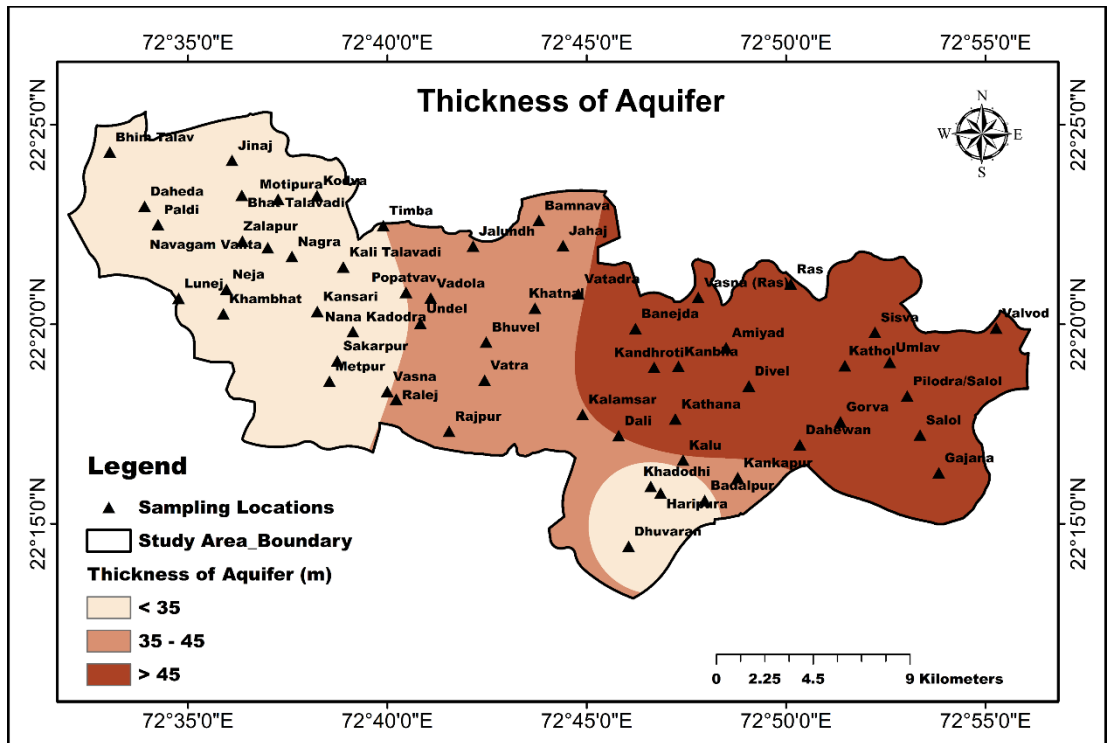 72°35'0"E 72°40'0"E 72°45'0"E 72°50'0"E 72°55'0"E
Thickness of Aquifer
N
W E
S
22°25'0"N 22°25'0"N
22°20'0"N 22°20'0"N
22°15'0"N 22°15'0"N
Bhim Talav
Jinaj
Daheda
Motipura
Kodva
Paldi
Bhat Talavadi
Zalapur
Navagam Vanta
Nagra
Timba
Kali Talavadi
Jalundh
Bamnava
Jahaj
Lunej
Neja
Khambhat
Kansari
Popatvav
Vadola
Undel
Khatnal
Vatadra
Nana Kadodra
Sakarpur
Metpur
Bhuvel
Vatra
Vasna
Ralej
Rajpur
Vasna (Ras)
Ras
Banejda
Amiyad
Kandhroti
Kanbha
Sisva
Valvod
Kathol
Umlav
Divel
Pilodra/Salol
Kalamsar
Dali
Kathana
Gorva
Salol
Dahewan
Kalu
Gajana
Khadodhi
Kankapur
Badalpur
Haripura
Dhuvaran
Legend
Sampling Locations
Study Area_Boundary
Thickness of Aquifer (m)
< 35
35 - 45
> 45
0 2.25 4.5 9 Kilometers
72°35'0"E 72°40'0"E 72°45'0"E 72°50'0"E 72°55'0"E